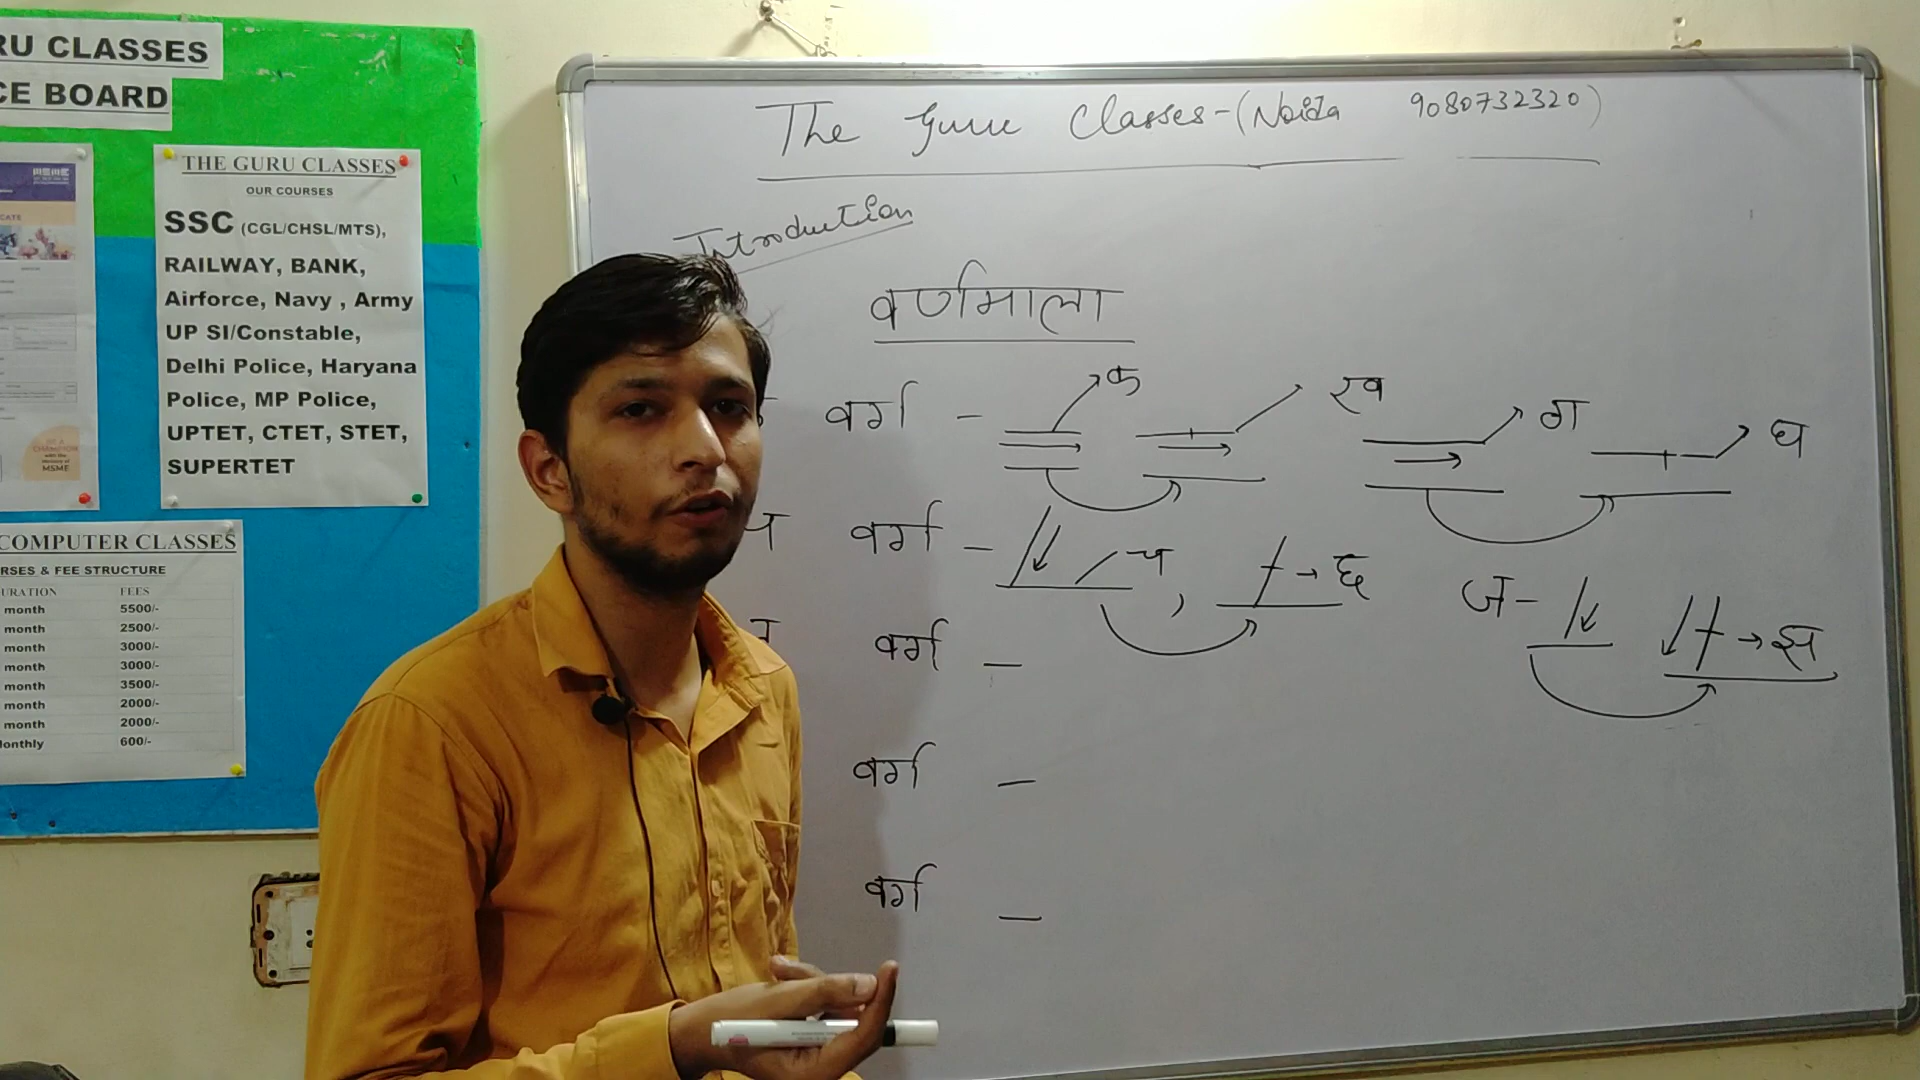 RU CLASSES
CE BOARD
THE GURU CLASSES
OUR COURSES
SSC (CGL/CHSL/MTS),
RAILWAY, BANK,
Airforce, Navy , Army
UP SI/Constable,
Delhi Police, Haryana
Police, MP Police,
UPTET, CTET, STET,
SUPERTET
COMPUTER CLASSES
RSES & FEE STRUCTURE
URATION FEES
month 5500/-
month 2500/-
month 3000/-
month 3000/-
month 3500/-
month 2000/-
month 2000/-
onthly 600/-
The Guru Classes-(Noida 9080732320)
Introduction
वर्णमाला
वर्ग - क ख ग घ
च वर्ग - च, छ ज- झ
वर्ग -
वर्ग -
वर्ग -